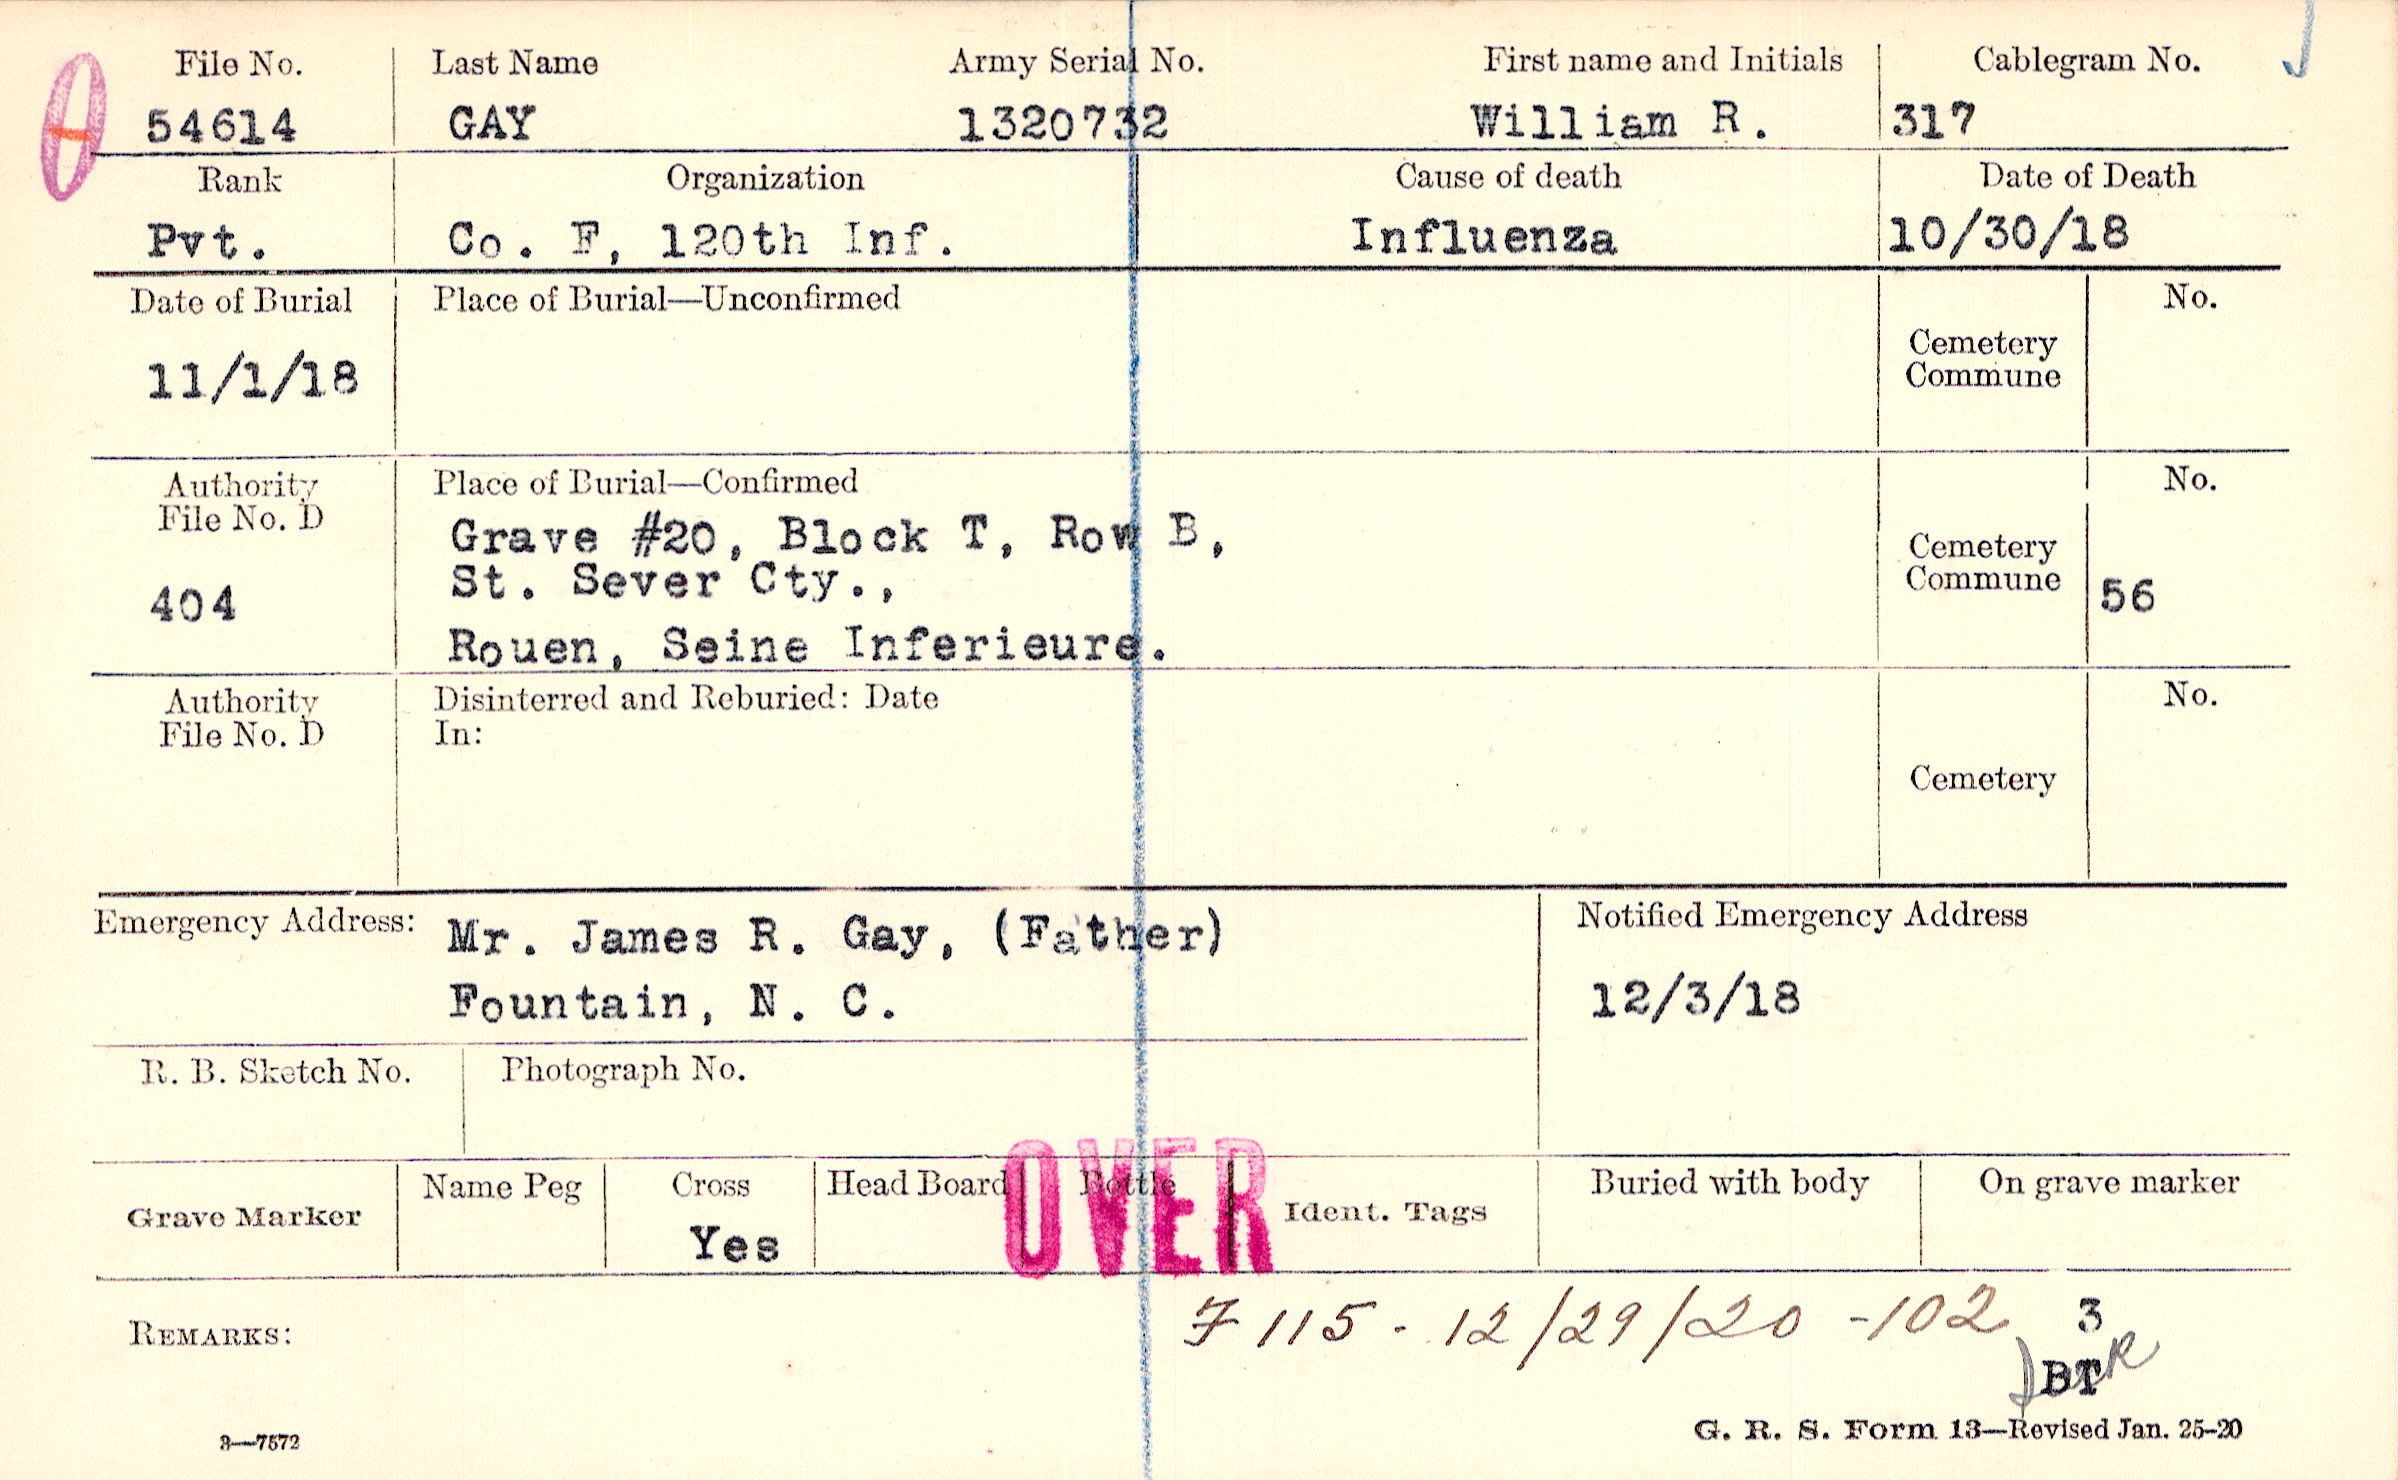 File No. Last Name Army Serial No. First name and Initials Cablegram No.
54614 GAY 1320732 William R. 317
Rank Organization Cause of death Date of Death
Pvt. Co. F, 120th Inf. Influenza 10/30/18
Date of Burial Place of Burial—Unconfirmed No.
Cemetery
Commune
11/1/18
Authority Place of Burial—Confirmed No.
File No. D
Grave #20, Block T, Row B,
Cemetery
St. Sever Cty., Commune
404 56
Rouen, Seine Inferieure.
Authority Disinterred and Reburied: Date No.
File No. D In:
Cemetery
Emergency Address: Mr. James R. Gay, (Father) Notified Emergency Address
Fountain, N. C. 12/3/18
R. B. Sketch No. Photograph No.
OVER
Name Peg Cross Head Board Bottle Buried with body On grave marker
Grave Marker Ident. Tags
Yes
F 115 - 12/29/20 -102 3
REMARKS:
BT
3—7572 G. R. S. Form 13—Revised Jan. 25-20